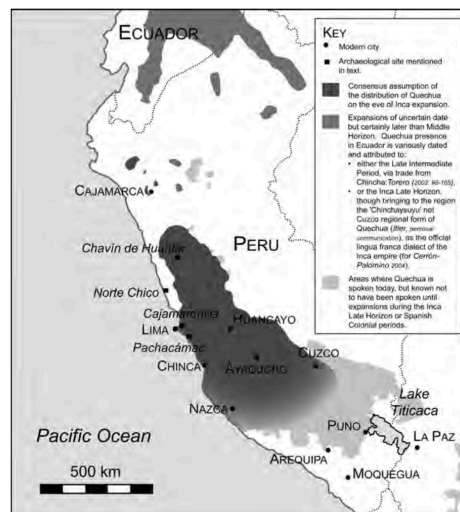 ECUADOR
KEY
Modern city
Archaeological site mentioned
in text.
Consensus assumption of
the distribution of Quechua
on the eve of Inca expansion.
Expansions of uncertain date
but certainly later than Middle
Horizon. Quechua presence
in Ecuador is variously dated
and attributed to:
• either the Late Intermediate
Period, via trade from
Chincha: Torero (2002: 98-105),
• or the Inca Late Horizon,
though bringing to the region
the 'Chinchaysuyu' not
Cuzco regional form of
Quechua (Itier, personal
communication), as the official
lingua franca dialect of the
Inca empire (for Cerrón-
Palomino 2004).
Areas where Quechua is
spoken today, but known not
to have been spoken until
expansions during the Inca
Late Horizon or Spanish
Colonial periods.
CAJAMARCA
PERU
Chavín de Huántar
Norte Chico
Cajamarquilla
HUANCAYO
LIMA
Pachacámac
CHINCA
AYACUCHO
CUZCO
NAZCA
Lake
Titicaca
PUNO
LA PAZ
Pacific Ocean
AREQUIPA
MOQUEGUA
500 km